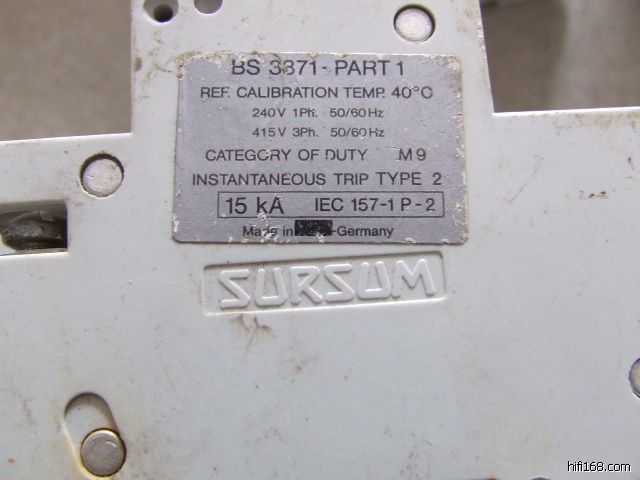 BS 3871-PART 1
REF. CALIBRATION TEMP. 40°C
240V 1Ph. 50/60Hz
415V 3Ph. 50/60Hz
CATEGORY OF DUTY M9
INSTANTANEOUS TRIP TYPE 2
15 kA IEC 157-1 P-2
Made in -Germany
SURSUM
hifi168.com